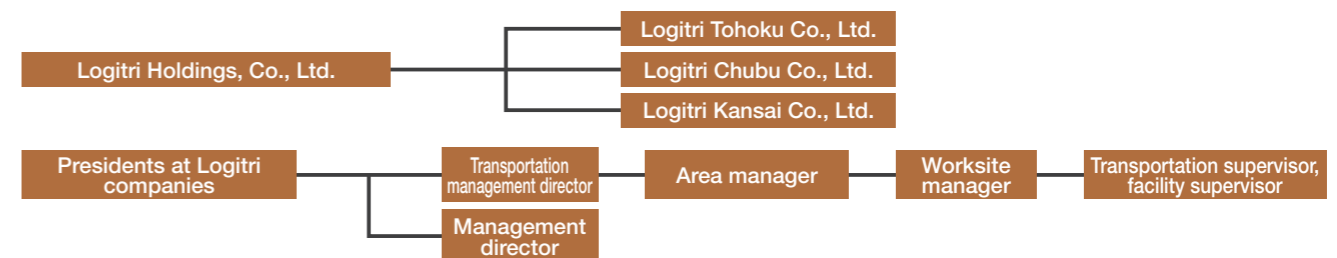 Logitri Tohoku Co., Ltd.
Logitri Holdings, Co., Ltd.
Logitri Chubu Co., Ltd.
Logitri Kansai Co., Ltd.
Presidents at Logitri
companies
Transportation
management director
Area manager
Worksite
manager
Transportation supervisor,
facility supervisor
Management
director